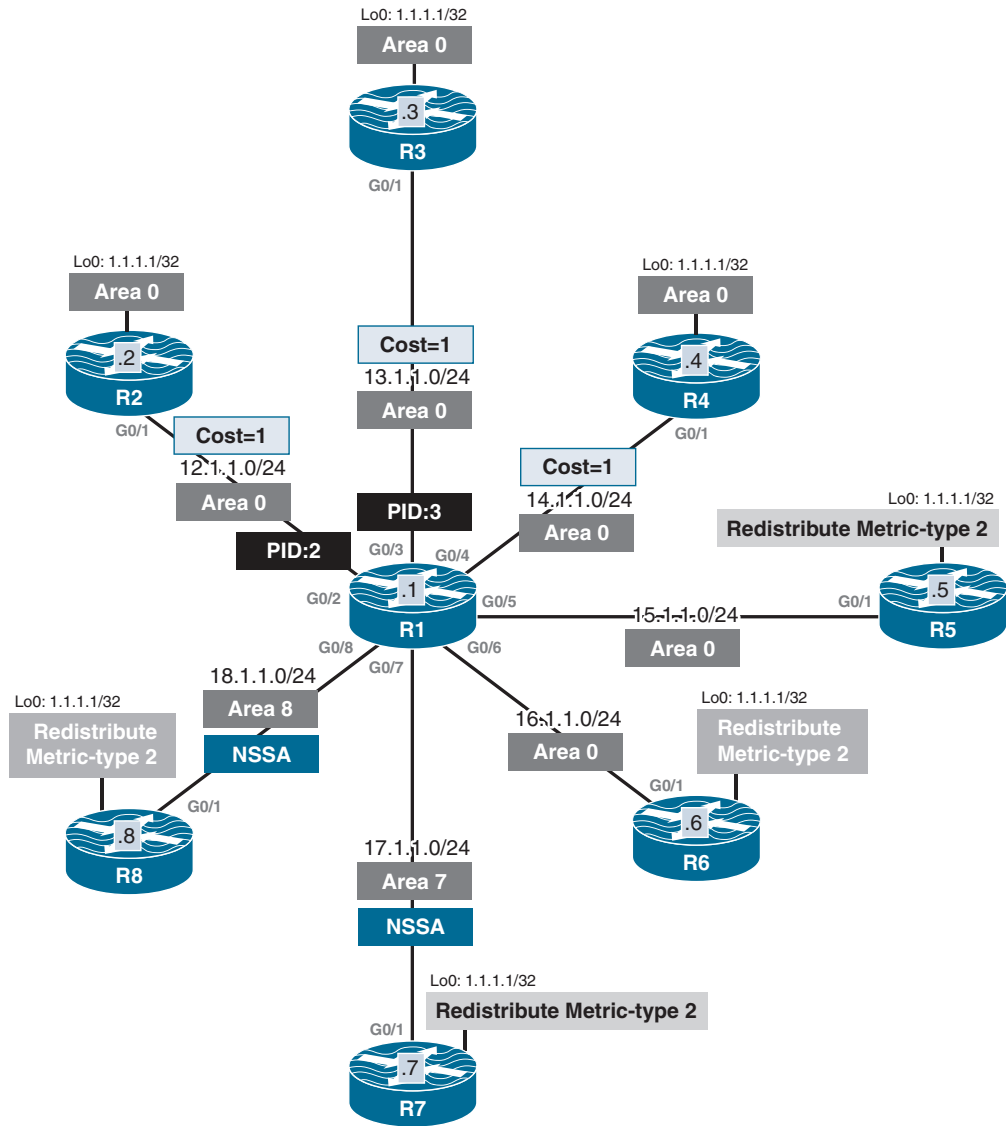 Lo0: 1.1.1.1/32
Area 0
.3
R3
G0/1
Lo0: 1.1.1.1/32
Area 0
.2
R2
G0/1
Lo0: 1.1.1.1/32
Area 0
.4
R4
G0/1
Cost=1
13.1.1.0/24
Area 0
Cost=1
12.1.1.0/24
Area 0
Cost=1
14.1.1.0/24
Area 0
PID:3
PID:2
G0/3
G0/4
G0/2
.1
R1
G0/5
G0/8
G0/7
G0/6
Lo0: 1.1.1.1/32
Redistribute Metric-type 2
.5
R5
G0/1
15.1.1.0/24
Area 0
18.1.1.0/24
Area 8
NSSA
Lo0: 1.1.1.1/32
Redistribute
Metric-type 2
G0/1
.8
R8
16.1.1.0/24
Area 0
Lo0: 1.1.1.1/32
Redistribute
Metric-type 2
G0/1
.6
R6
17.1.1.0/24
Area 7
NSSA
Lo0: 1.1.1.1/32
Redistribute Metric-type 2
G0/1
.7
R7